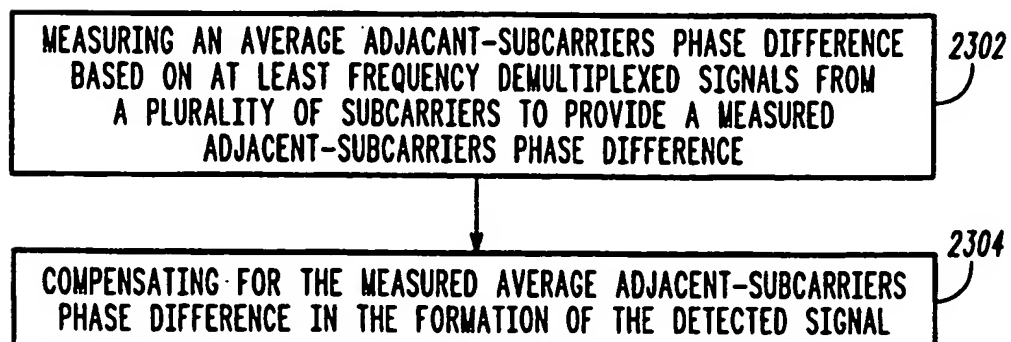 MEASURING AN AVERAGE ADJACANT-SUBCARRIERS PHASE DIFFERENCE
BASED ON AT LEAST FREQUENCY DEMULTIPLEXED SIGNALS FROM
A PLURALITY OF SUBCARRIERS TO PROVIDE A MEASURED
ADJACENT-SUBCARRIERS PHASE DIFFERENCE
2302
COMPENSATING FOR THE MEASURED AVERAGE ADJACENT-SUBCARRIERS
PHASE DIFFERENCE IN THE FORMATION OF THE DETECTED SIGNAL
2304